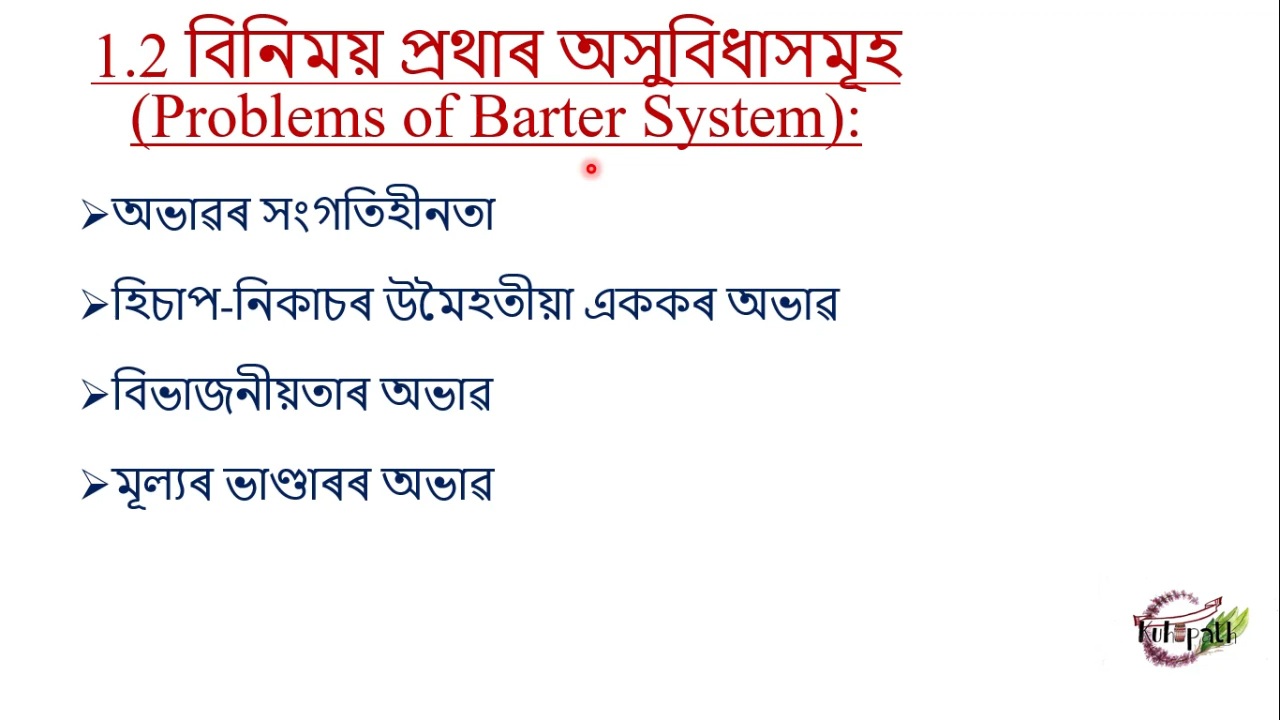 1.2 বিনিময় প্ৰথাৰ অসুবিধাসমূহ
(Problems of Barter System):
➢অভাৱৰ সংগতিহীনতা
➢হিচাপ-নিকাচৰ উমৈহতীয়া এককৰ অভাৱ
➢বিভাজনীয়তাৰ অভাৱ
➢মূল্যৰ ভাণ্ডাৰৰ অভাৱ
Kuhipath